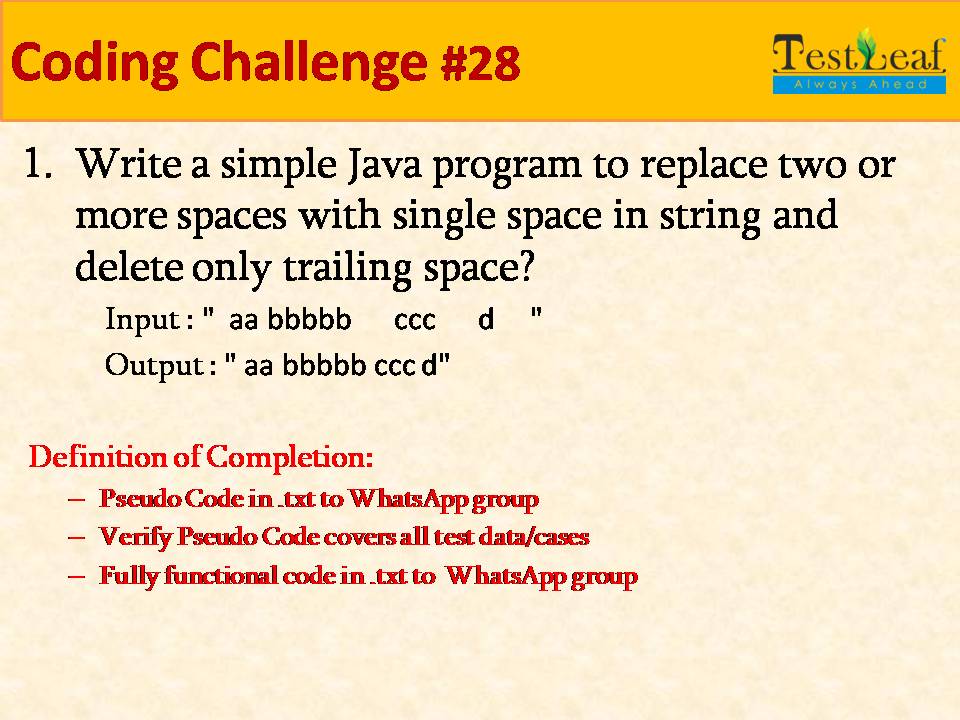 Coding Challenge #28
TestLeaf
Always Ahead
1. Write a simple Java program to replace two or
more spaces with single space in string and
delete only trailing space?
Input : "  aa bbbbb      ccc      d     "
Output : " aa bbbbb ccc d"
Definition of Completion:
– Pseudo Code in .txt to WhatsApp group
– Verify Pseudo Code covers all test data/cases
– Fully functional code in .txt to  WhatsApp group